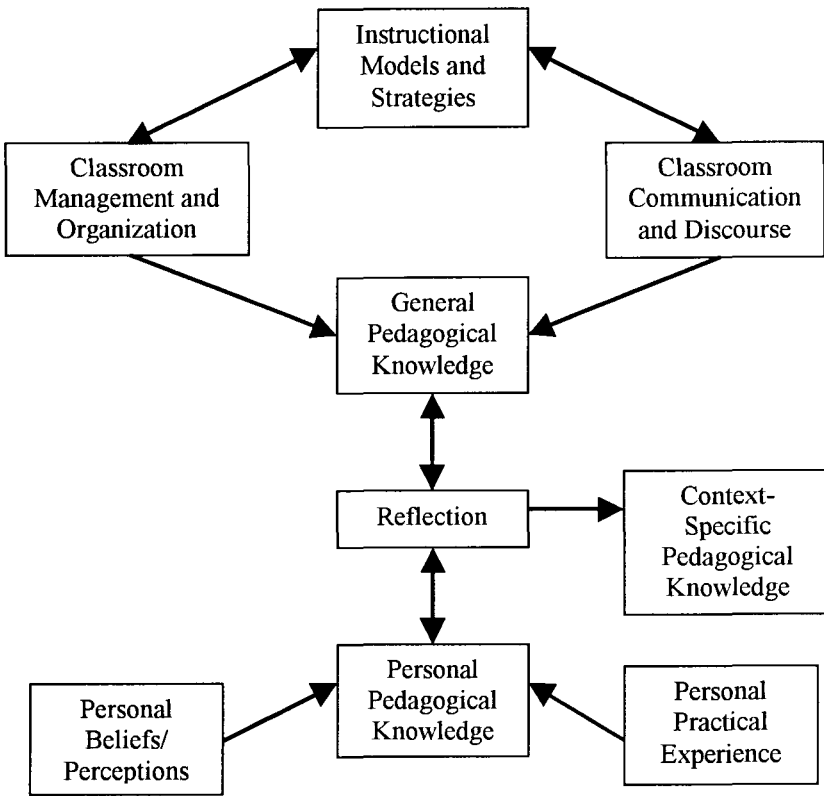 Instructional
Models and
Strategies
Classroom
Management and
Organization
Classroom
Communication
and Discourse
General
Pedagogical
Knowledge
Reflection
Context-
Specific
Pedagogical
Knowledge
Personal
Beliefs/
Perceptions
Personal
Pedagogical
Knowledge
Personal
Practical
Experience